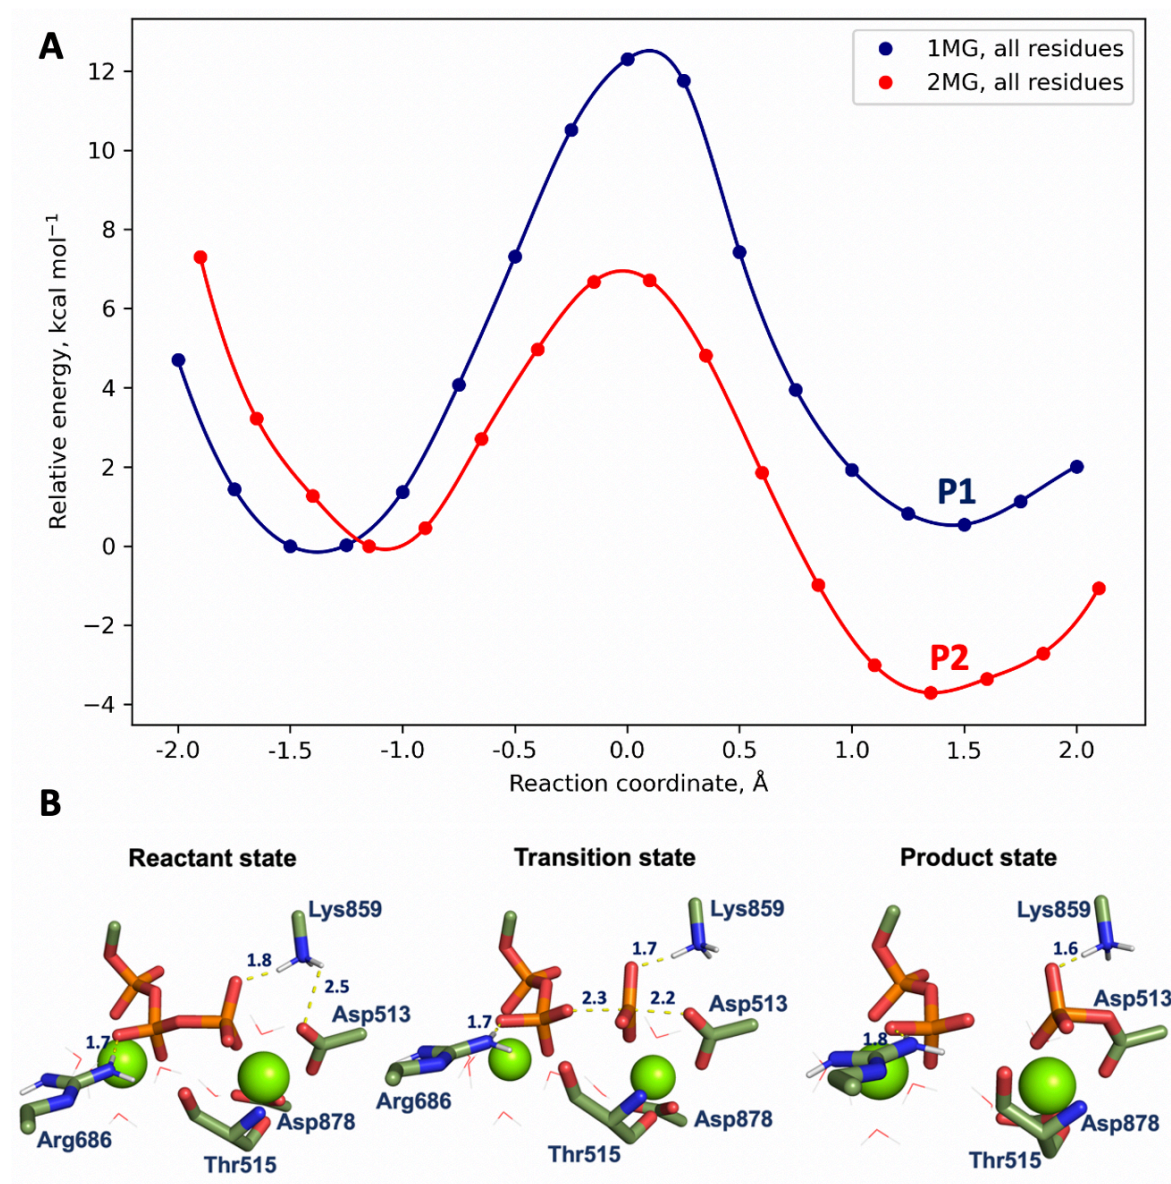 A
1MG, all residues
2MG, all residues
12
10
8
6
4
2
0
−2
−4
Relative energy, kcal mol⁻¹
P1
P2
-2.0 -1.5 -1.0 -0.5 0.0 0.5 1.0 1.5 2.0
Reaction coordinate, Å
B
Reactant state
Lys859
1.8
2.5
Asp513
1.7
Arg686
Asp878
Thr515
Transition state
Lys859
1.7
2.3
2.2
Asp513
1.7
Arg686
Asp878
Thr515
Product state
Lys859
1.6
Asp513
1.8
Asp878
Thr515